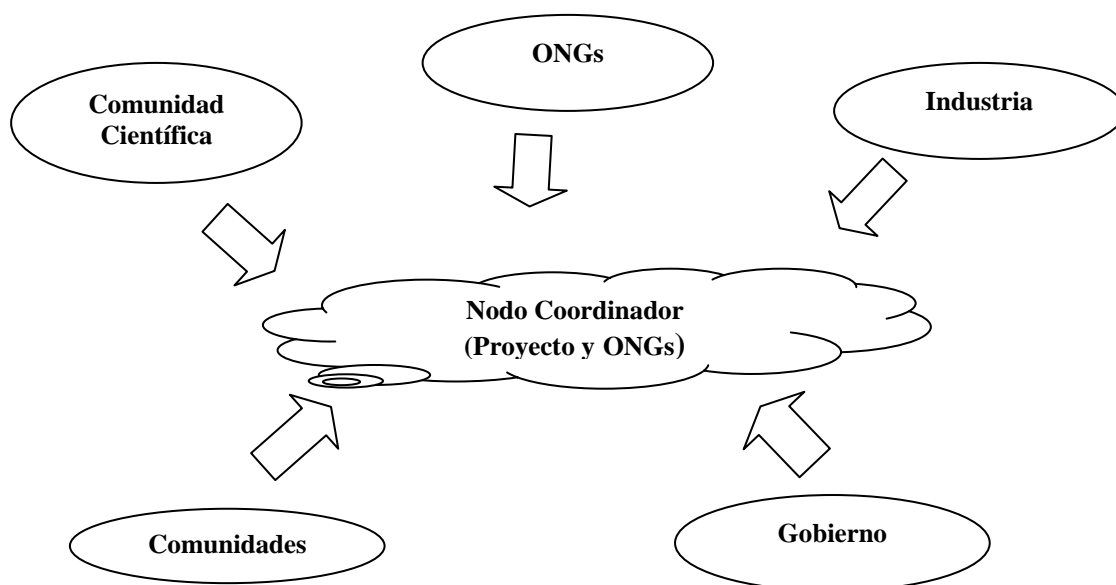 ONGs
Comunidad
Científica
Industria
Nodo Coordinador
(Proyecto y ONGs)
Comunidades
Gobierno